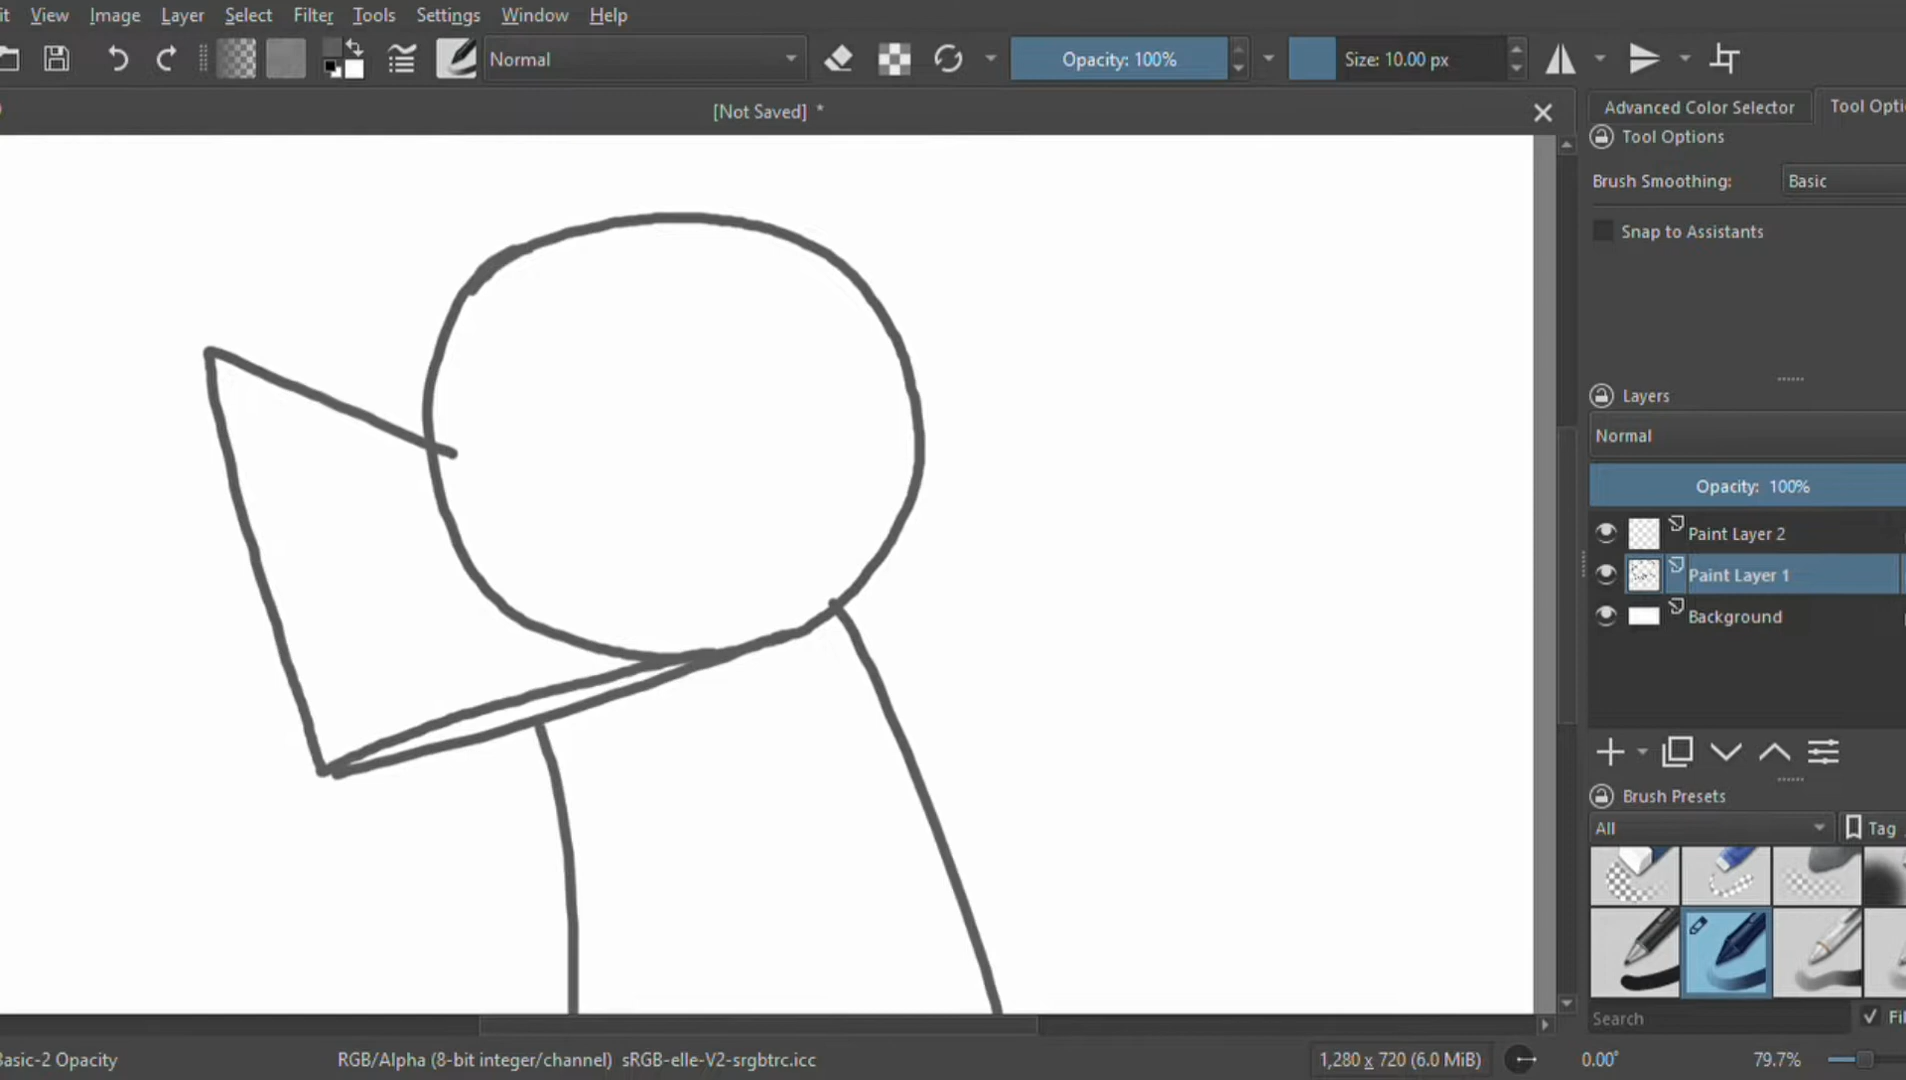 it View Image Layer Select Filter Tools Settings Window Help
Normal Opacity: 100% Size: 10.00 px
[Not Saved] *
Advanced Color Selector Tool Opti
Tool Options
Brush Smoothing: Basic
Snap to Assistants
Layers
Normal
Opacity: 100%
Paint Layer 2
Paint Layer 1
Background
Brush Presets
All Tag
Search Fil
Basic-2 Opacity RGB/Alpha (8-bit integer/channel) sRGB-elle-V2-srgbtrc.icc 1,280 x 720 (6.0 MiB) 0.00° 79.7%